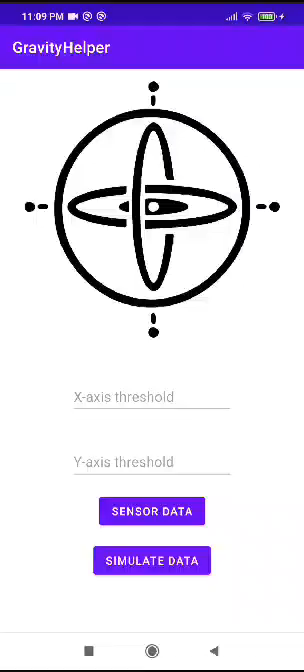 11:09 PM
GravityHelper
X-axis threshold
Y-axis threshold
SENSOR DATA
SIMULATE DATA